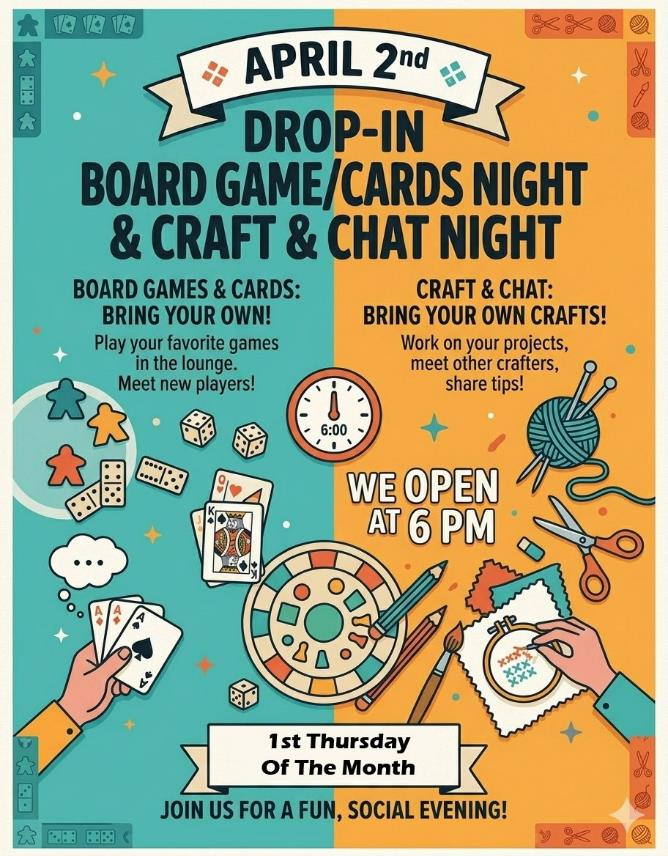 APRIL 2nd
DROP-IN
BOARD GAME/CARDS NIGHT
& CRAFT & CHAT NIGHT
BOARD GAMES & CARDS:
BRING YOUR OWN!
Play your favorite games
in the lounge.
Meet new players!
CRAFT & CHAT:
BRING YOUR OWN CRAFTS!
Work on your projects,
meet other crafters,
share tips!
6:00
WE OPEN
AT 6 PM
Q
J
K
K
A
A
A
A
1st Thursday
Of The Month
JOIN US FOR A FUN, SOCIAL EVENING!